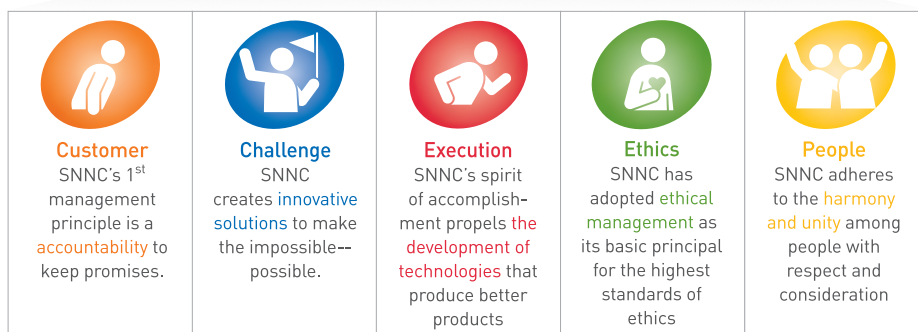 Customer
SNNC's 1st
management
principle is a
accountability to
keep promises.
Challenge
SNNC
creates innovative
solutions to make
the impossible--
possible.
Execution
SNNC's spirit
of accomplish-
ment propels the
development of
technologies that
produce better
products
Ethics
SNNC has
adopted ethical
management as
its basic principal
for the highest
standards of
ethics
People
SNNC adheres
to the harmony
and unity among
people with
respect and
consideration